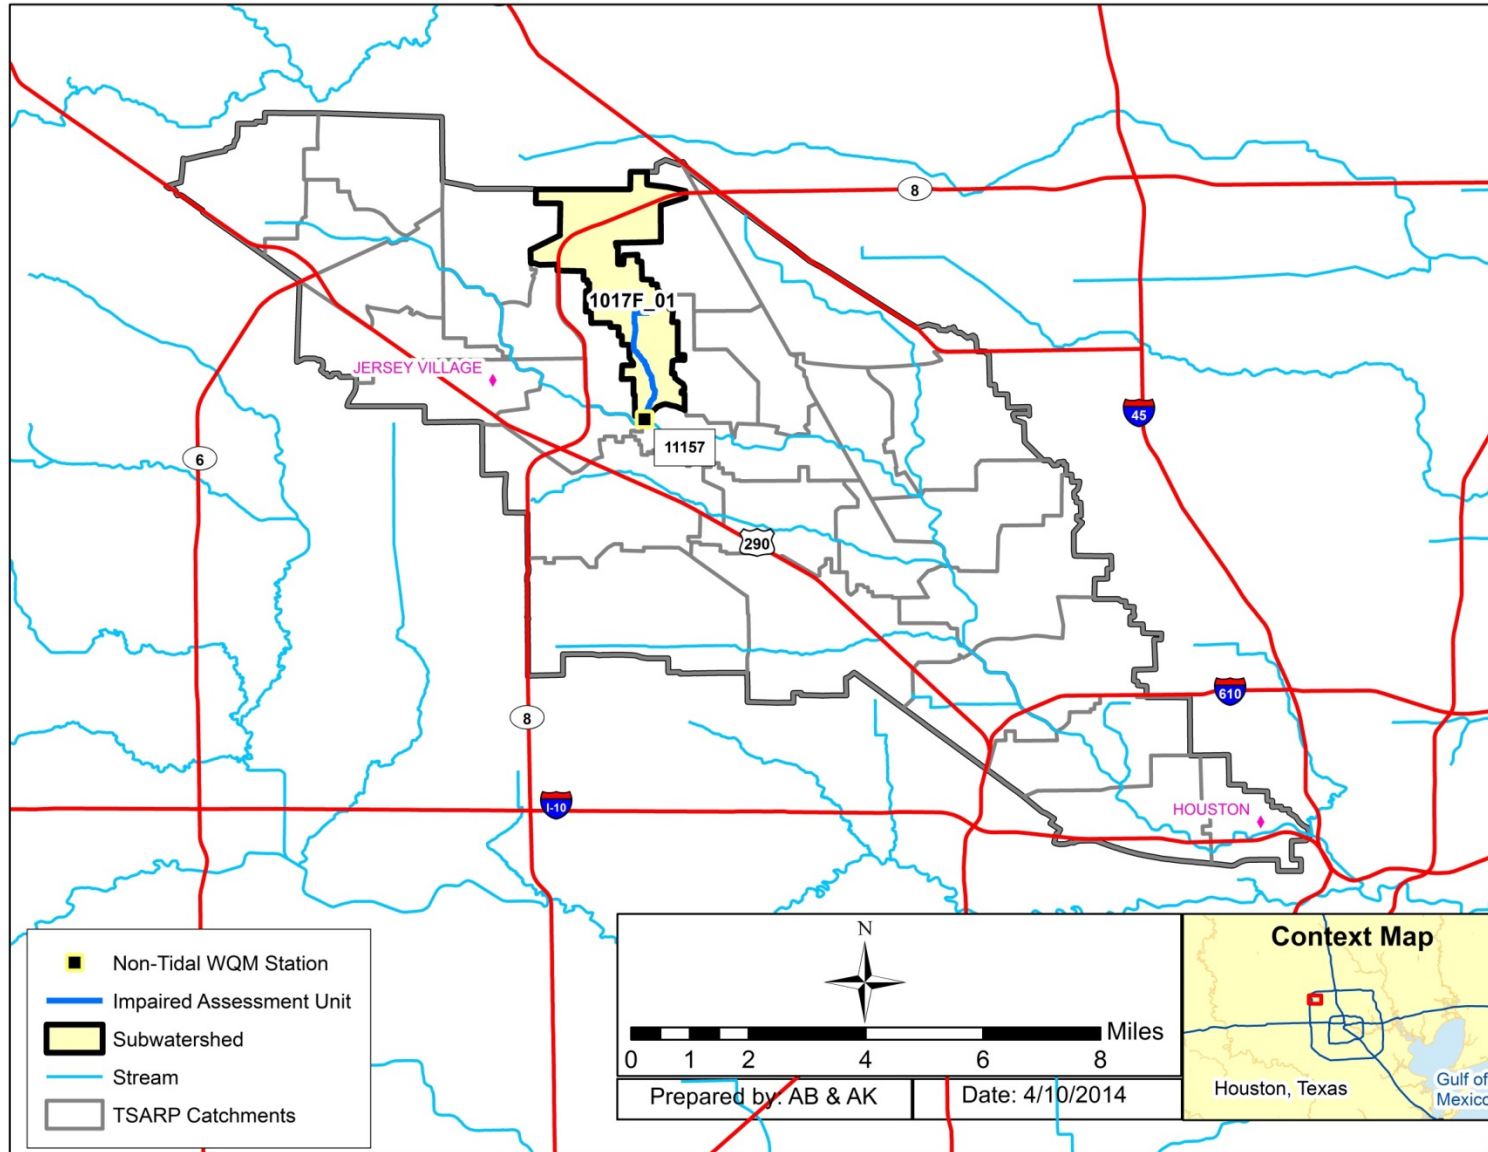 8
1017F_01
JERSEY VILLAGE
45
11157
6
290
610
8
I-10
HOUSTON
Non-Tidal WQM Station
Impaired Assessment Unit
Subwatershed
Stream
TSARP Catchments
N
Miles
0 1 2 4 6 8
Prepared by: AB & AK
Date: 4/10/2014
Context Map
Houston, Texas
Gulf of
Mexico